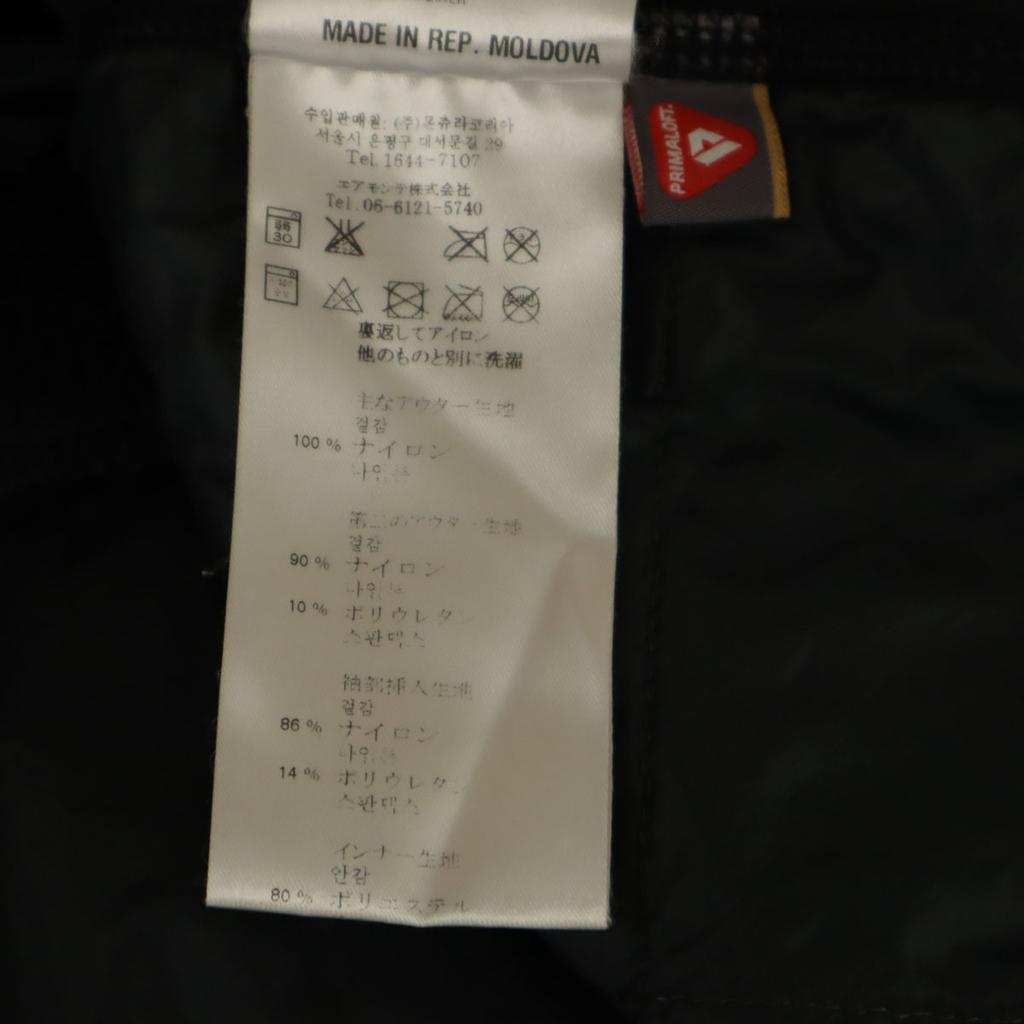 MADE IN REP. MOLDOVA
PRIMALOFT.
수입판매원: (주)몬츄라코리아
서울시 은평구 대서문길 29
Tel. 1644-7107
エアモンテ株式会社
Tel. 06-6121-5740
30
裏返してアイロン
他のものと別に洗濯
主なアウター生地
겉감
100 % ナイロン
나일론
第二のアウター生地
겉감
90 % ナイロン
나일론
10 % ポリウレタン
스판덱스
袖部挿入生地
겉감
86 % ナイロン
나일론
14 % ポリウレタン
스판덱스
インナー生地
안감
80 % ポリエステル